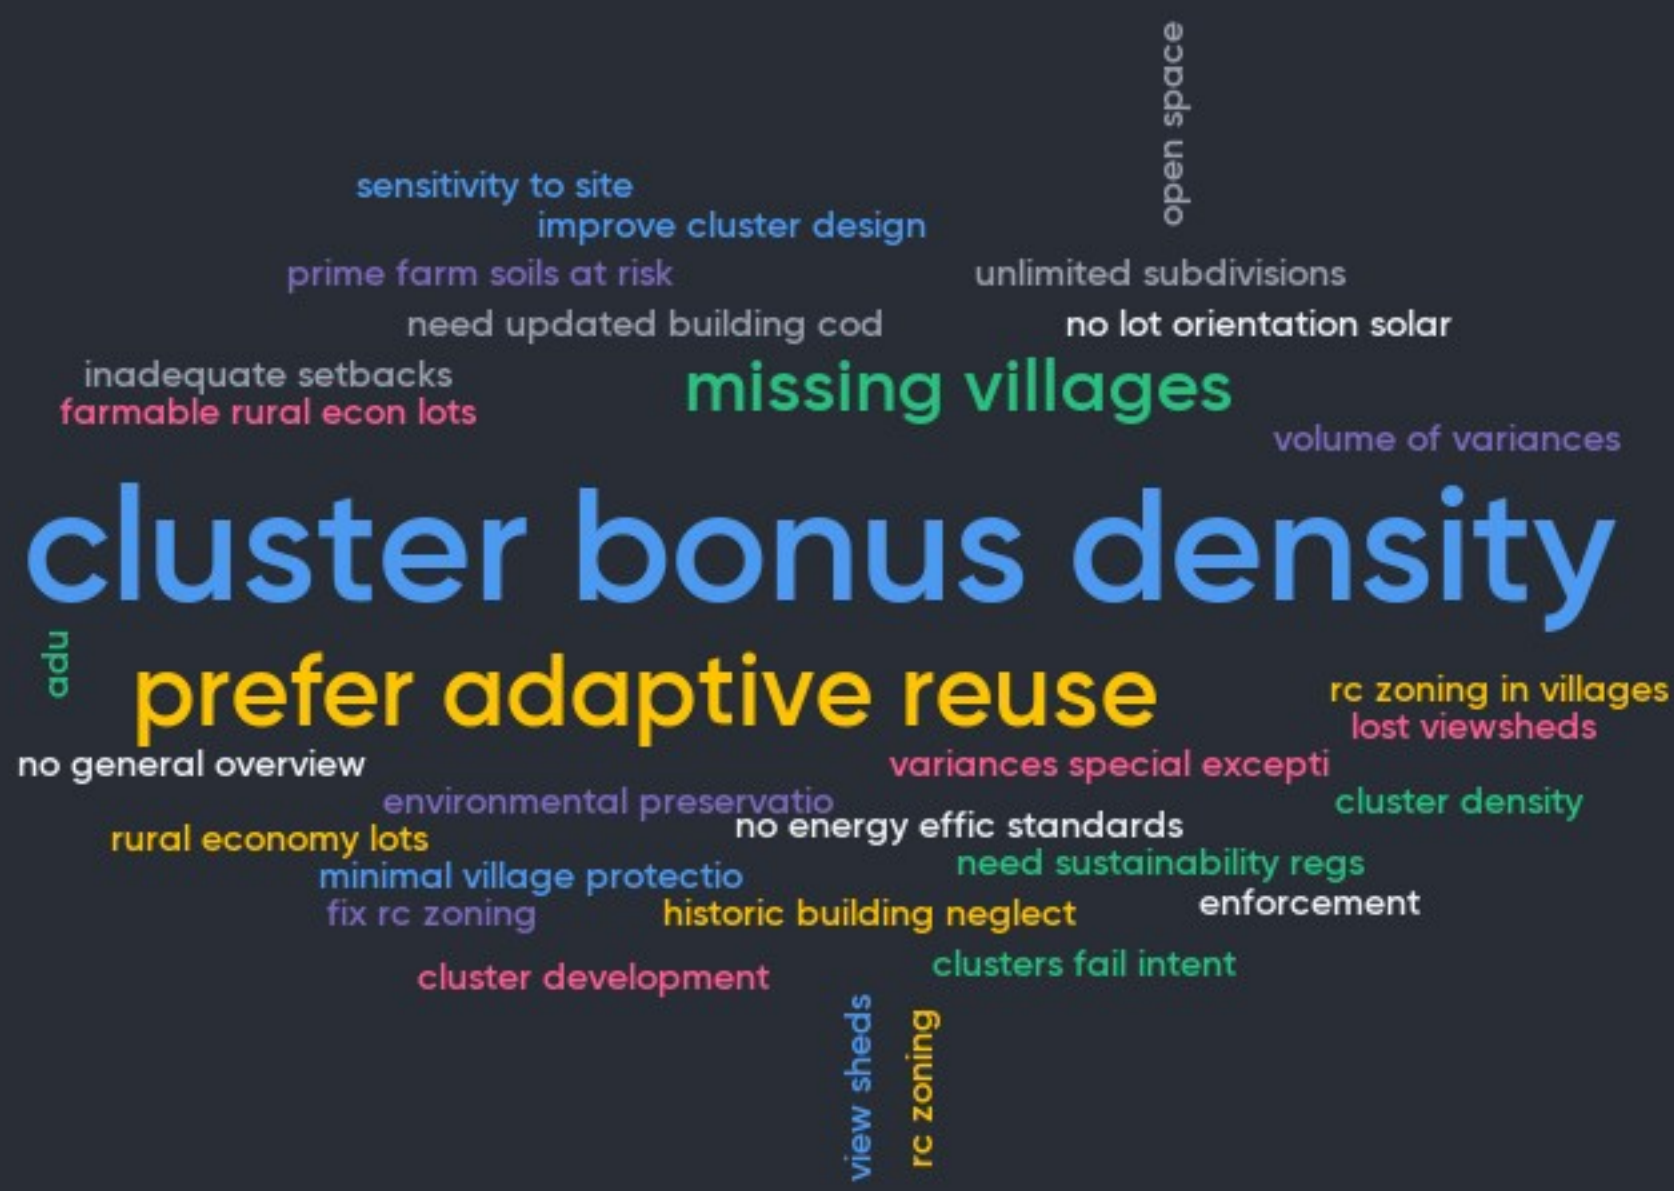 open space
sensitivity to site
improve cluster design
prime farm soils at risk
unlimited subdivisions
need updated building cod
no lot orientation solar
inadequate setbacks
missing villages
farmable rural econ lots
volume of variances
cluster bonus density
adu
prefer adaptive reuse
rc zoning in villages
lost viewsheds
no general overview
variances special excepti
environmental preservatio
cluster density
no energy effic standards
rural economy lots
need sustainability regs
minimal village protectio
enforcement
fix rc zoning
historic building neglect
clusters fail intent
cluster development
view sheds
rc zoning